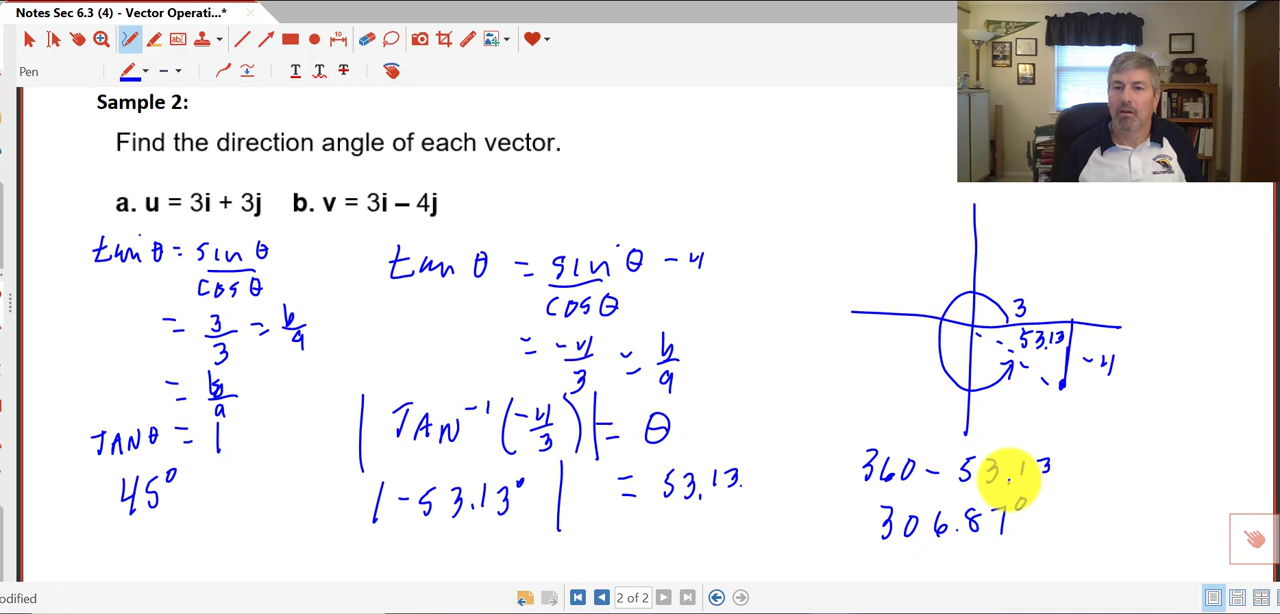 Notes Sec 6.3 (4) - Vector Operati...*
Pen
T T T
Sample 2:
Find the direction angle of each vector.
a. u = 3i + 3j b. v = 3i – 4j
tan θ = sin θ / cos θ
= 3/3 = b/a
= b/a
TAN θ = 1
45°
tan θ = sin θ / cos θ -4
= -4/3 = b/a
| TAN⁻¹ (-4/3) | = θ
| -53.13° | = 53.13.
3
53.13
-4
360 - 53.13
306.87°
odified
2 of 2